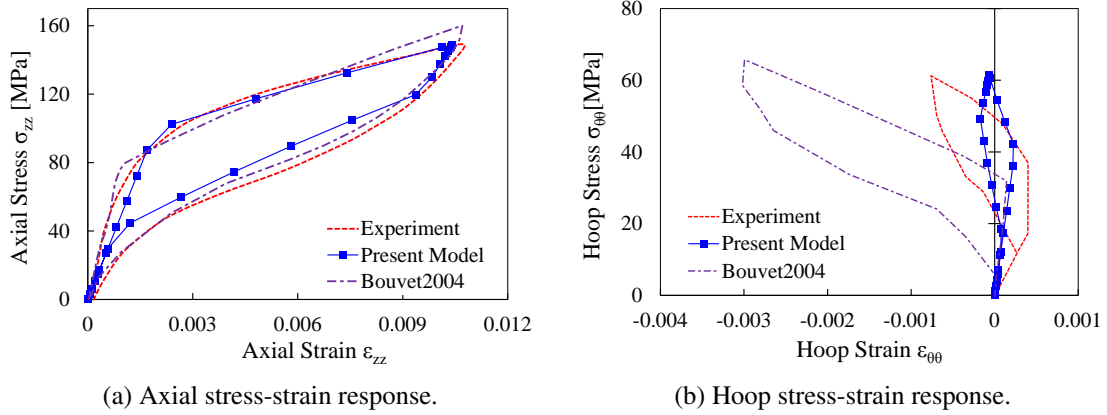 160
120
80
40
0
Axial Stress σzz [MPa]
Experiment
Present Model
Bouvet2004
0 0.003 0.006 0.009 0.012
Axial Strain εzz
(a) Axial stress-strain response.
80
60
40
20
0
Hoop Stress σθθ[MPa]
Experiment
Present Model
Bouvet2004
-0.004 -0.003 -0.002 -0.001 0 0.001
Hoop Strain εθθ
(b) Hoop stress-strain response.